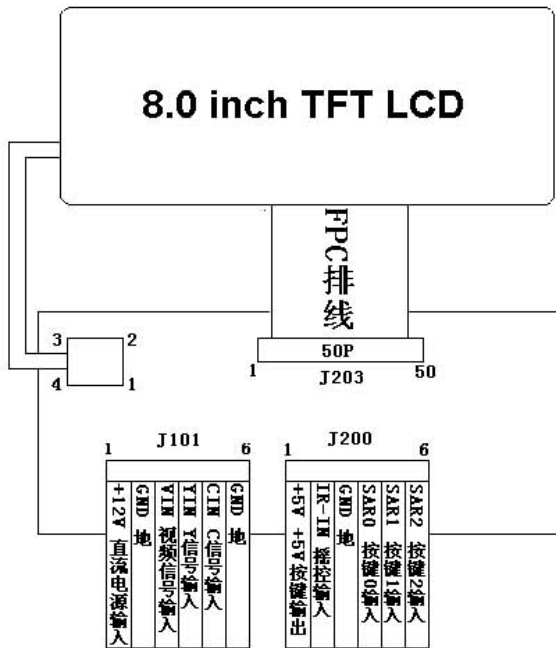 8.0 inch TFT LCD
FPC排线
3 2
4 1
50P
1 J203 50
J101
1 6
+12V 直流电源输入
GND 地
VIN 视频信号输入
YIN Y信号输入
CIN C信号输入
GND 地
J200
1 6
+5V +5V按键输出
IR-IN 摇控输入
GND 地
SAR0 按键0输入
SAR1 按键1输入
SAR2 按键2输入